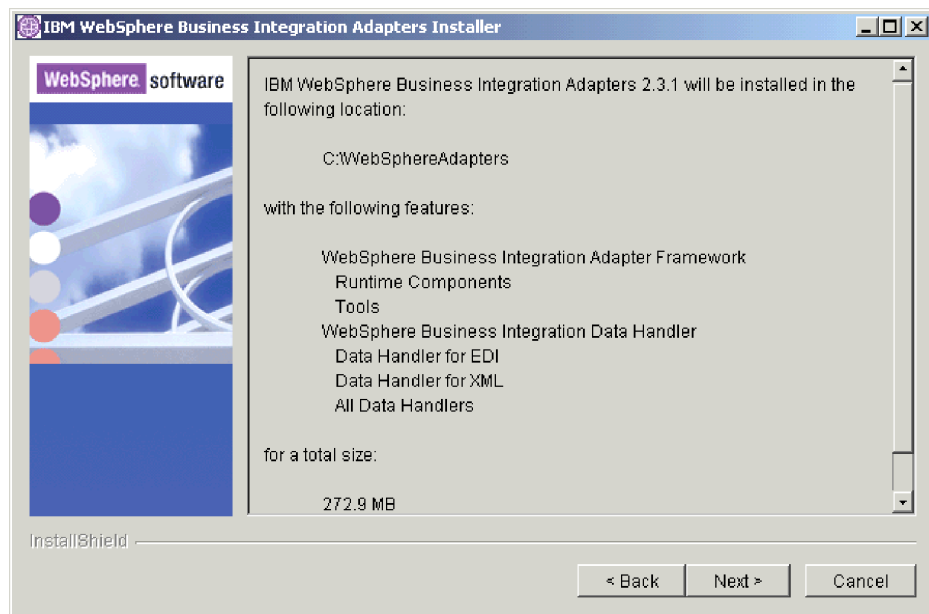 IBM WebSphere Business Integration Adapters Installer
WebSphere software
IBM WebSphere Business Integration Adapters 2.3.1 will be installed in the
following location:
C:\WebSphereAdapters
with the following features:
WebSphere Business Integration Adapter Framework
Runtime Components
Tools
WebSphere Business Integration Data Handler
Data Handler for EDI
Data Handler for XML
All Data Handlers
for a total size:
272.9 MB
InstallShield
< Back
Next >
Cancel